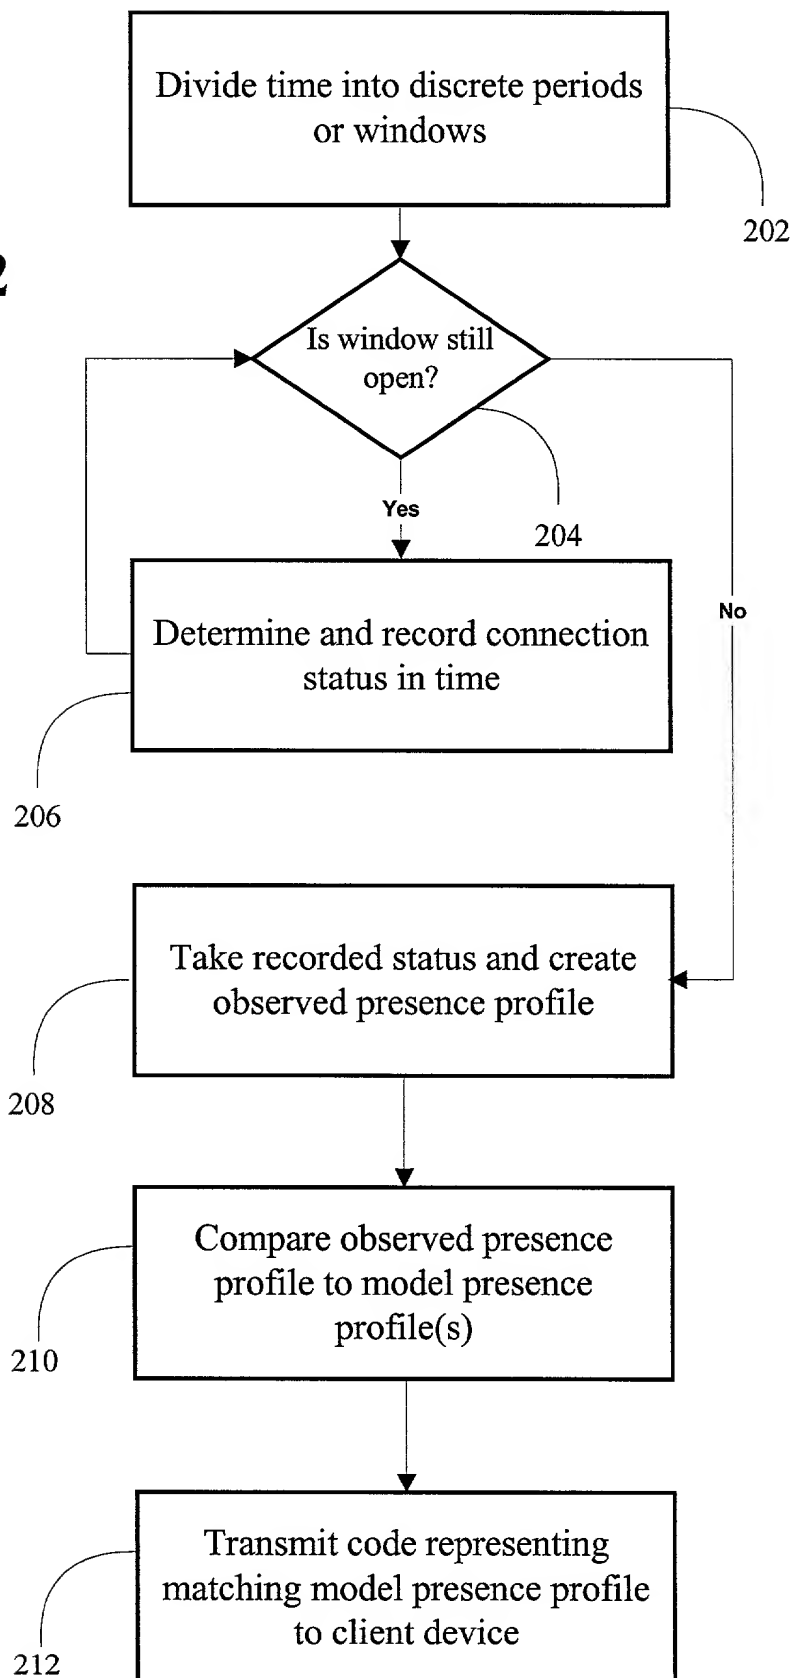 Divide time into discrete periods
or windows
202
2
Is window still
open?
204
Yes
No
Determine and record connection
status in time
206
Take recorded status and create
observed presence profile
208
Compare observed presence
profile to model presence
profile(s)
210
Transmit code representing
matching model presence profile
to client device
212